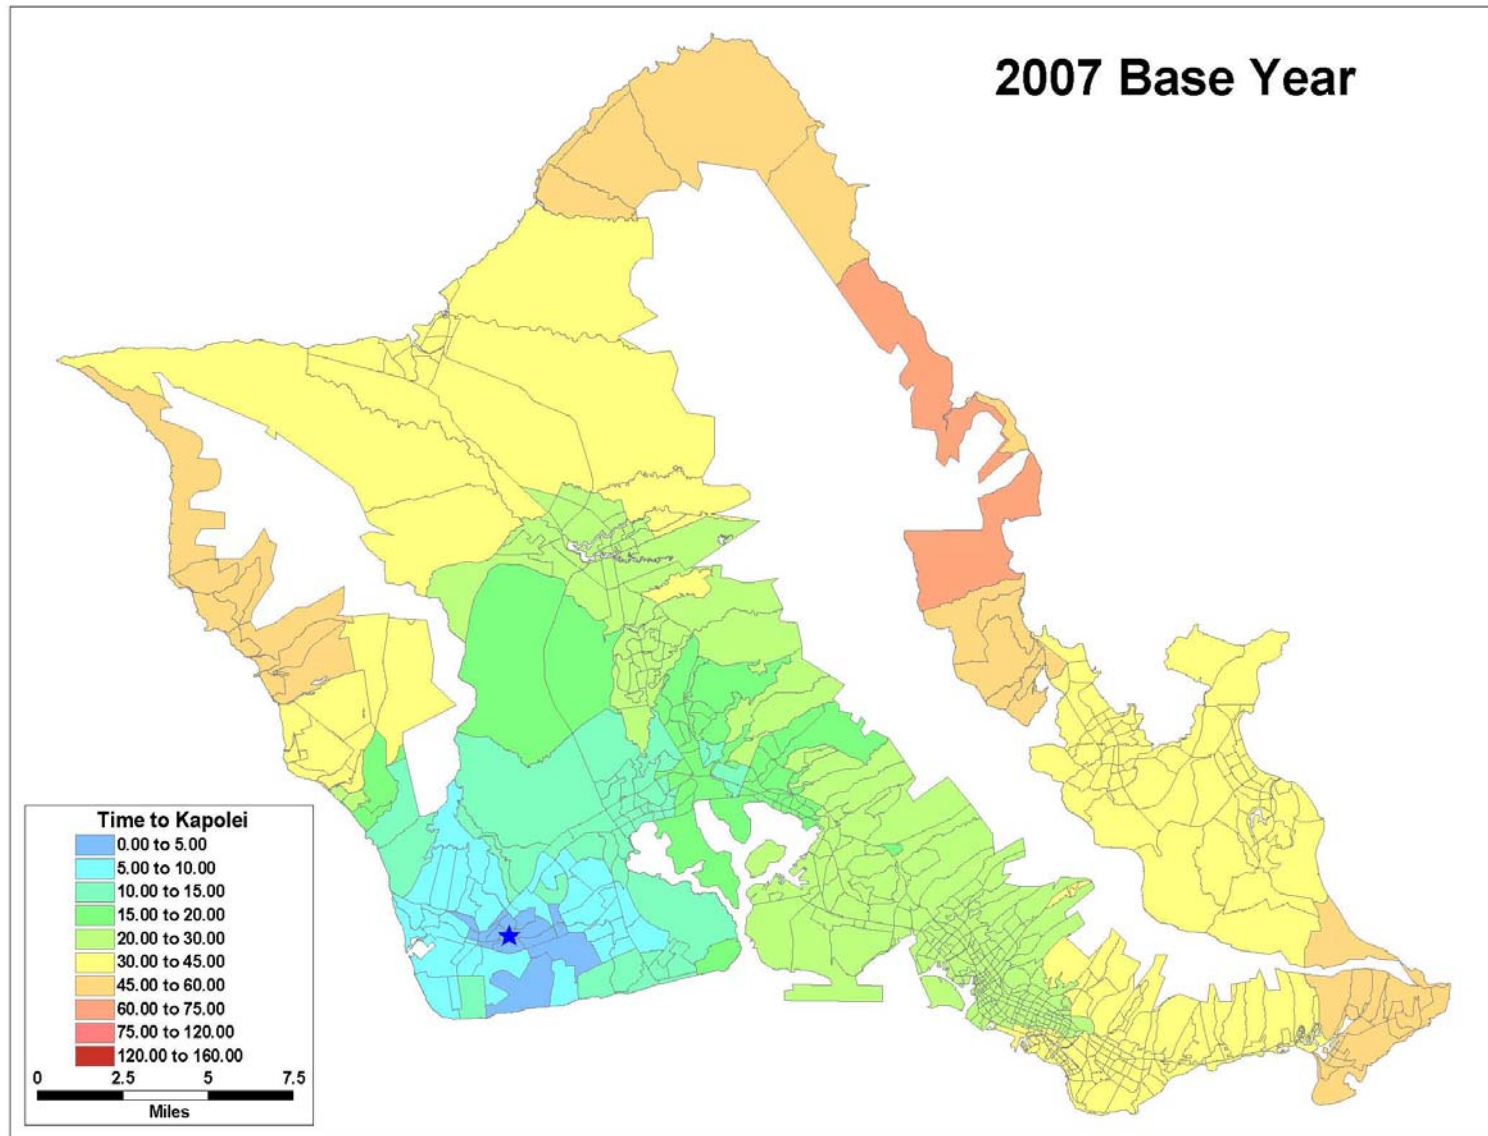 2007 Base Year
Time to Kapolei
0.00 to 5.00
5.00 to 10.00
10.00 to 15.00
15.00 to 20.00
20.00 to 30.00
30.00 to 45.00
45.00 to 60.00
60.00 to 75.00
75.00 to 120.00
120.00 to 160.00
0 2.5 5 7.5
Miles